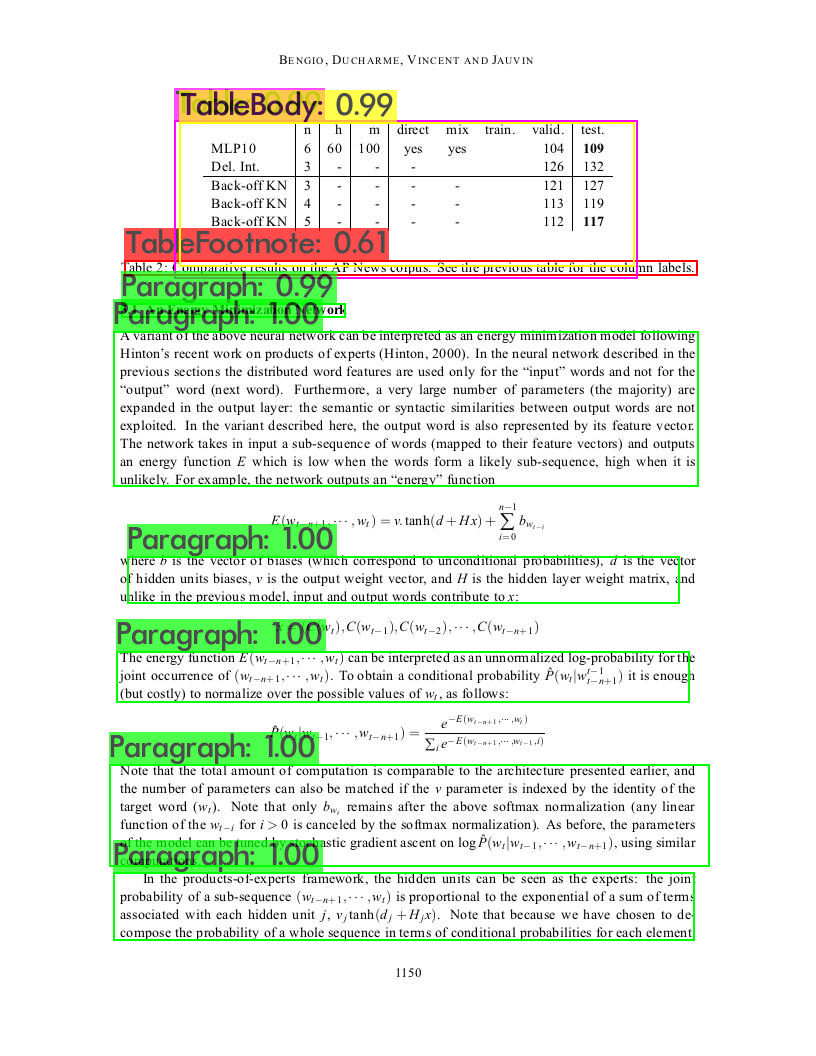 BENGIO, DUCHARME, VINCENT AND JAUVIN
TableBody: 0.99
n h m direct mix train. valid. test.
MLP10 6 60 100 yes yes 104 109
Del. Int. 3 - - - 126 132
Back-off KN 3 - - - - 121 127
Back-off KN 4 - - - - 113 119
Back-off KN 5 - - - - 112 117
TableFootnote: 0.61
Table 2: Comparative results on the AP News corpus. See the previous table for the column labels.
Paragraph: 0.99
An Energy Minimization Network
Paragraph: 1.00
A variant of the above neural network can be interpreted as an energy minimization model following
Hinton's recent work on products of experts (Hinton, 2000). In the neural network described in the
previous sections the distributed word features are used only for the “input” words and not for the
“output” word (next word). Furthermore, a very large number of parameters (the majority) are
expanded in the output layer: the semantic or syntactic similarities between output words are not
exploited. In the variant described here, the output word is also represented by its feature vector.
The network takes in input a sub-sequence of words (mapped to their feature vectors) and outputs
an energy function E which is low when the words form a likely sub-sequence, high when it is
unlikely. For example, the network outputs an “energy” function
E(w_{t−n+1}, ··· , w_t) = v. tanh(d + Hx) + ∑_{i=0}^{n−1} b_{w_{t−i}}
Paragraph: 1.00
where b is the vector of biases (which correspond to unconditional probabilities), d is the vector
of hidden units biases, v is the output weight vector, and H is the hidden layer weight matrix, and
unlike in the previous model, input and output words contribute to x:
w_t), C(w_{t−1}), C(w_{t−2}), ··· , C(w_{t−n+1})
Paragraph: 1.00
The energy function E(w_{t−n+1}, ··· , w_t) can be interpreted as an unnormalized log-probability for the
joint occurrence of (w_{t−n+1}, ··· , w_t). To obtain a conditional probability P̂(w_t|w_{t−n+1}^{t−1}) it is enough
(but costly) to normalize over the possible values of w_t, as follows:
P̂(w_t|w_{t−1}, ··· , w_{t−n+1}) = e^{−E(w_{t−n+1}, ··· , w_t)} / ∑_i e^{−E(w_{t−n+1}, ··· , w_{t−1}, i)}
Paragraph: 1.00
Note that the total amount of computation is comparable to the architecture presented earlier, and
the number of parameters can also be matched if the v parameter is indexed by the identity of the
target word (w_t). Note that only b_{w_t} remains after the above softmax normalization (any linear
function of the w_{t−i} for i > 0 is canceled by the softmax normalization). As before, the parameters
of the model can be tuned by stochastic gradient ascent on log P̂(w_t|w_{t−1}, ··· , w_{t−n+1}), using similar
computations.
Paragraph: 1.00
In the products-of-experts framework, the hidden units can be seen as the experts: the join
probability of a sub-sequence (w_{t−n+1}, ··· , w_t) is proportional to the exponential of a sum of terms
associated with each hidden unit j, v_j tanh(d_j + H_j x). Note that because we have chosen to de-
compose the probability of a whole sequence in terms of conditional probabilities for each element,
1150